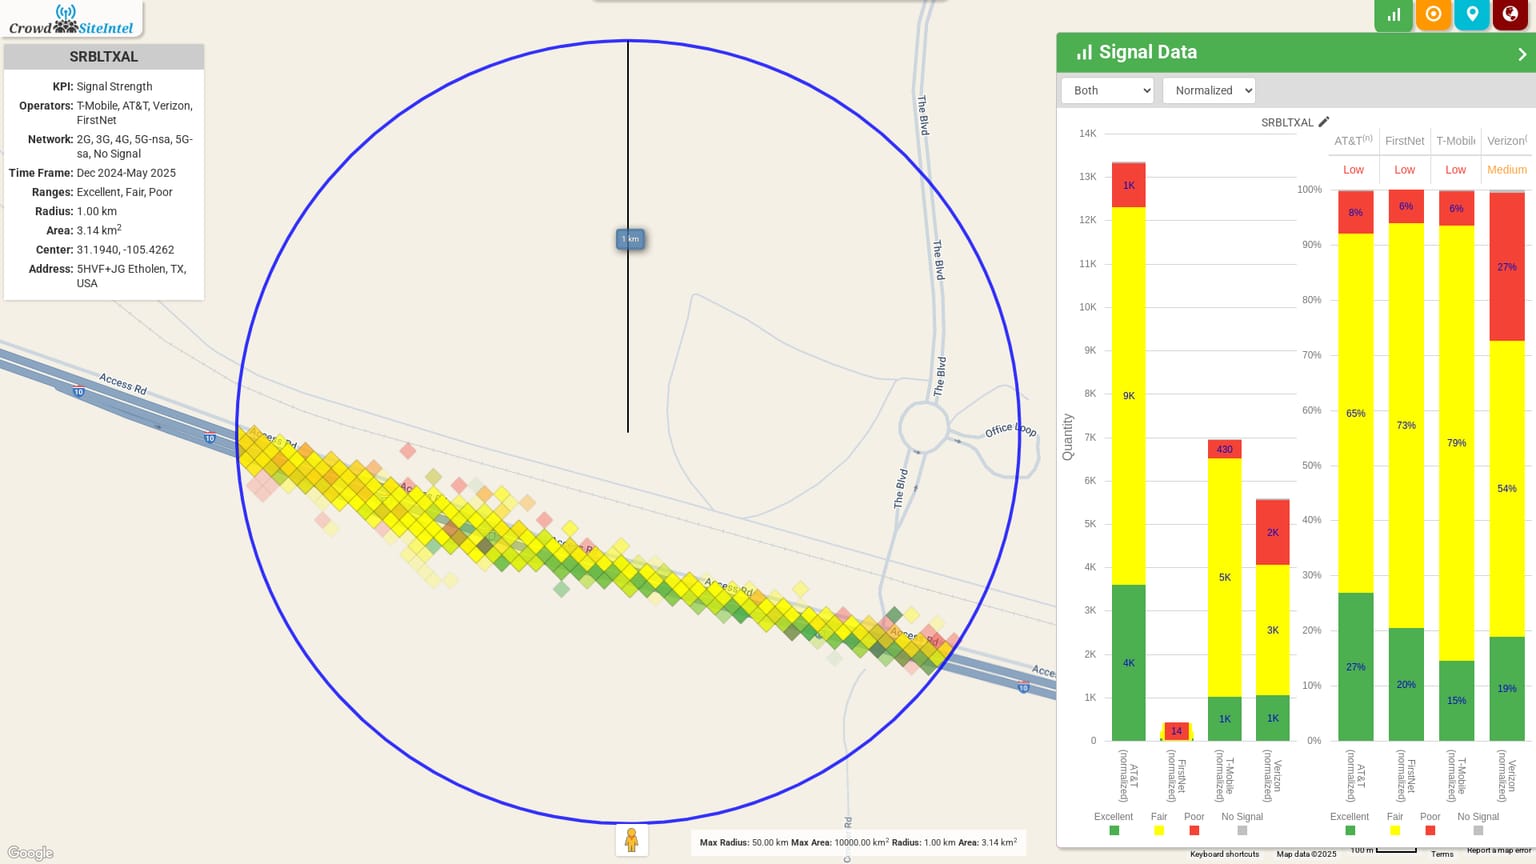 Crowd SiteIntel
SRBLTXAL
KPI: Signal Strength
Operators: T-Mobile, AT&T, Verizon,
FirstNet
Network: 2G, 3G, 4G, 5G-nsa, 5G-
sa, No Signal
Time Frame: Dec 2024-May 2025
Ranges: Excellent, Fair, Poor
Radius: 1.00 km
Area: 3.14 km2
Center: 31.1940, -105.4262
Address: 5HVF+JG Etholen, TX,
USA
1 km
The Blvd
The Blvd
The Blvd
The Blvd
Office Loop
Access Rd
10
10
Access Rd
Access Rd
Access Rd
10
Google
Max Radius: 50.00 km Max Area: 10000.00 km2 Radius: 1.00 km Area: 3.14 km2
Signal Data
Both
Normalized
SRBLTXAL
14K
13K
12K
11K
10K
9K
8K
7K
6K
5K
4K
3K
2K
1K
0
Quantity
1K
9K
4K
14
430
5K
1K
2K
3K
1K
AT&T
(normalized)
FirstNet
(normalized)
T-Mobile
(normalized)
Verizon
(normalized)
Excellent
Fair
Poor
No Signal
AT&T(n)
FirstNet
T-Mobile
Verizon(
Low
Low
Low
Medium
100%
90%
80%
70%
60%
50%
40%
30%
20%
10%
0%
8%
65%
27%
6%
73%
20%
6%
79%
15%
27%
54%
19%
AT&T
(normalized)
FirstNet
(normalized)
T-Mobile
(normalized)
Verizon
(normalized)
Excellent
Fair
Poor
No Signal
Keyboard shortcuts
Map data ©2025
100 m
Terms
Report a map error